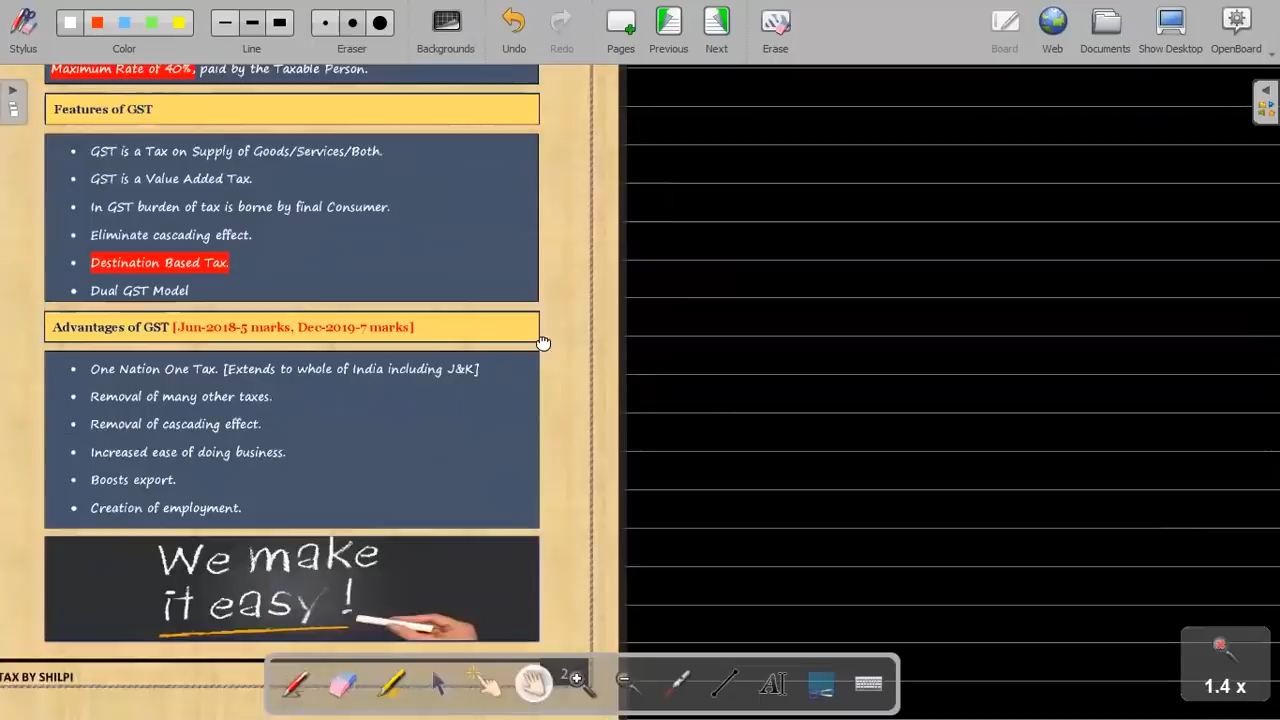 Stylus
Color
Line
Eraser
Backgrounds
Undo
Redo
Pages
Previous
Next
Erase
Board
Web
Documents
Show Desktop
OpenBoard
Maximum Rate of 40%, paid by the Taxable Person.
Features of GST
• GST is a Tax on Supply of Goods/Services/Both.
• GST is a Value Added Tax.
• In GST burden of tax is borne by final Consumer.
• Eliminate cascading effect.
• Destination Based Tax.
• Dual GST Model
Advantages of GST [Jun-2018-5 marks, Dec-2019-7 marks]
• One Nation One Tax. [Extends to whole of India including J&K]
• Removal of many other taxes.
• Removal of cascading effect.
• Increased ease of doing business.
• Boosts export.
• Creation of employment.
We make
it easy!
TAX BY SHILPI
2
AI
1.4 x